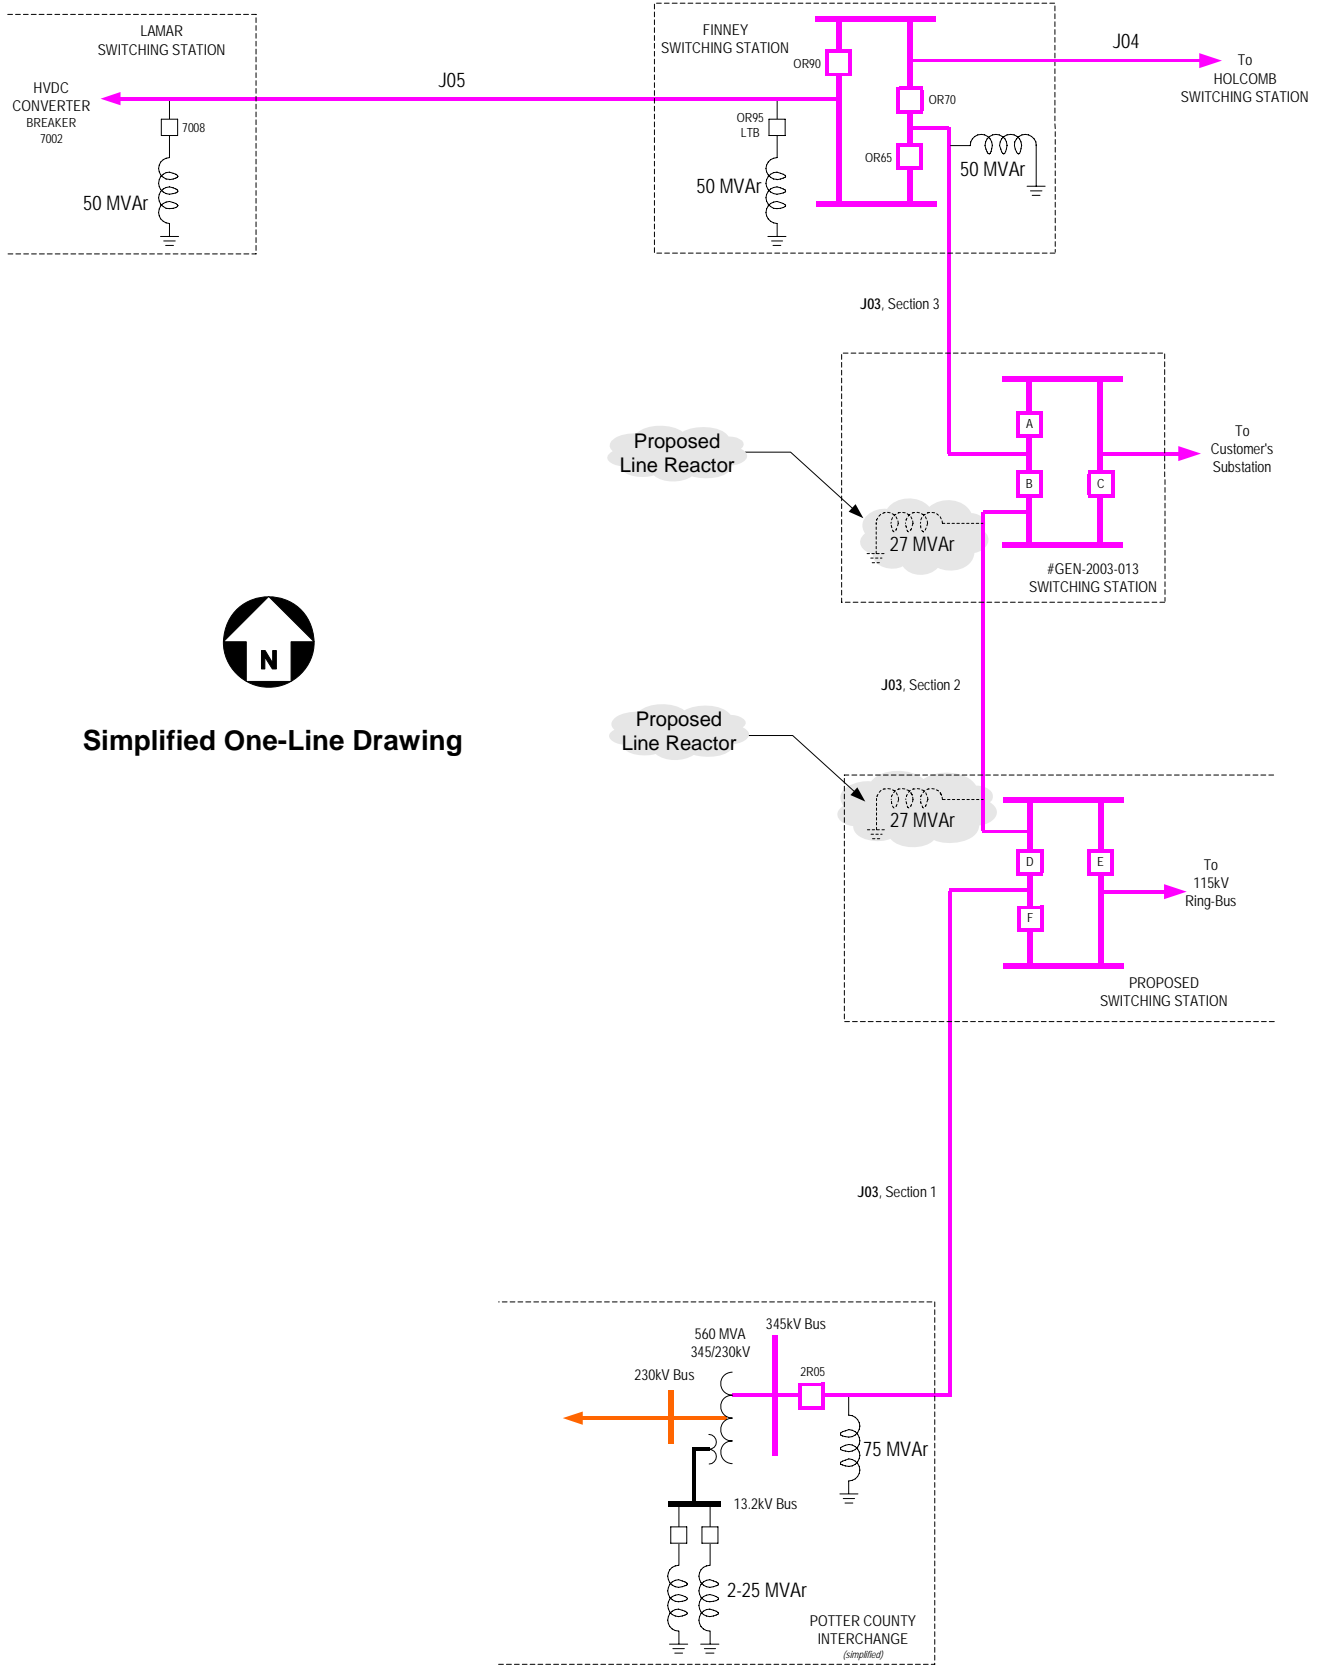 LAMAR
SWITCHING STATION
HVDC
CONVERTER
BREAKER
7002
J05
7008
50 MVAr
FINNEY
SWITCHING STATION
OR90
OR95
LTB
50 MVAr
OR70
OR65
50 MVAr
J04
To
HOLCOMB
SWITCHING STATION
J03, Section 3
Proposed
Line Reactor
27 MVAr
A
B
C
To
Customer's
Substation
#GEN-2003-013
SWITCHING STATION
N
Simplified One-Line Drawing
J03, Section 2
Proposed
Line Reactor
27 MVAr
D
E
F
To
115kV
Ring-Bus
PROPOSED
SWITCHING STATION
J03, Section 1
560 MVA
345/230kV
345kV Bus
230kV Bus
2R05
75 MVAr
13.2kV Bus
2-25 MVAr
POTTER COUNTY
INTERCHANGE
(simplified)